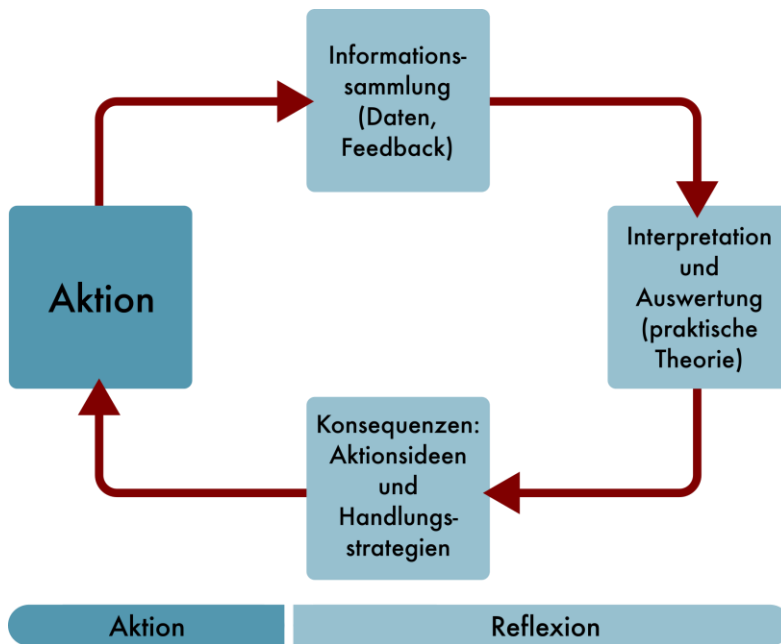 Informations-
sammlung
(Daten,
Feedback)
Aktion
Interpretation
und
Auswertung
(praktische
Theorie)
Konsequenzen:
Aktionsideen
und
Handlungs-
strategien
Aktion
Reflexion